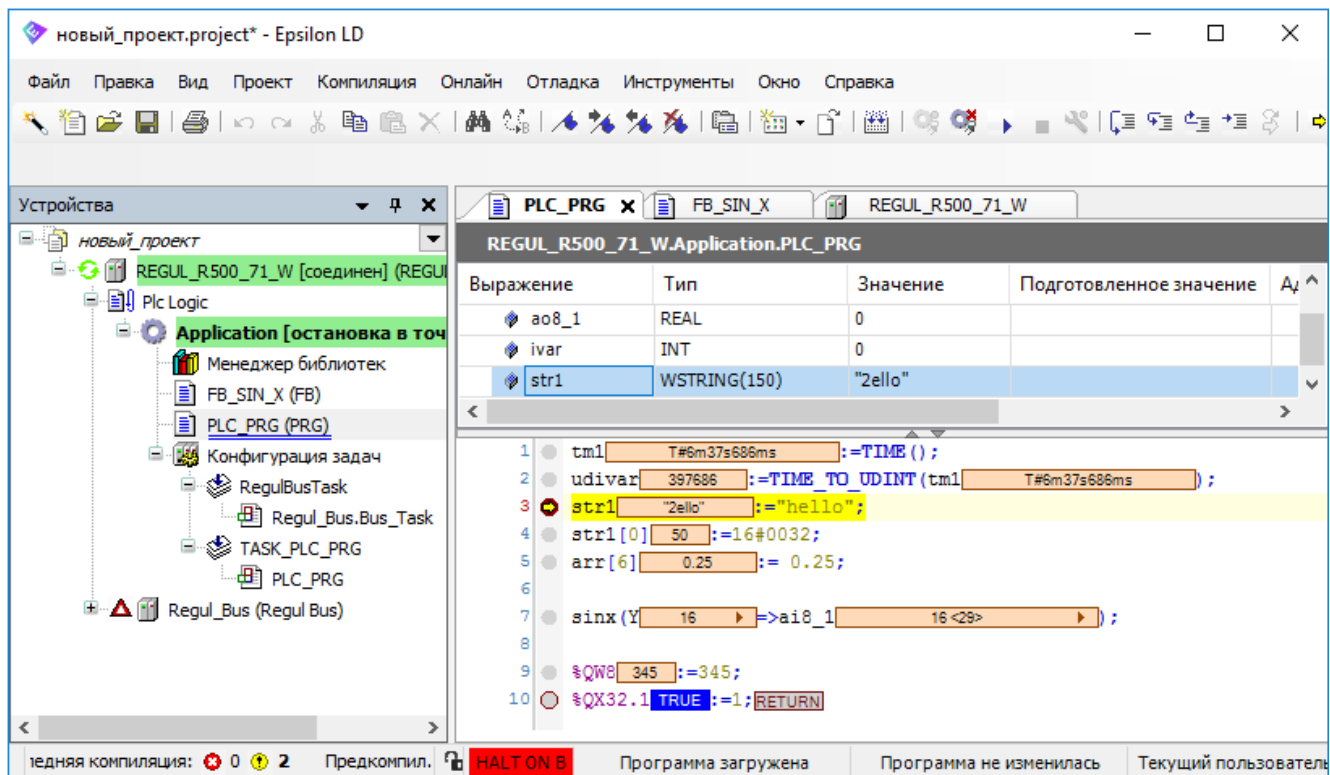 новый_проект.project* - Epsilon LD
Файл Правка Вид Проект Компиляция Онлайн Отладка Инструменты Окно Справка
Устройства
новый_проект
REGUL_R500_71_W [соединен] (REGUL
Plc Logic
Application [остановка в точ
Менеджер библиотек
FB_SIN_X (FB)
PLC_PRG (PRG)
Конфигурация задач
RegulBusTask
Regul_Bus.Bus_Task
TASK_PLC_PRG
PLC_PRG
Regul_Bus (Regul Bus)
PLC_PRG FB_SIN_X REGUL_R500_71_W
REGUL_R500_71_W.Application.PLC_PRG
Выражение Тип Значение Подготовленное значение Ад
ao8_1 REAL 0
ivar INT 0
str1 WSTRING(150) "2ello"
1 tm1 T#6m37s686ms :=TIME();
2 udivar 397686 :=TIME_TO_UDINT(tm1 T#6m37s686ms );
3 str1 "2ello" :="hello";
4 str1[0] 50 :=16#0032;
5 arr[6] 0.25 := 0.25;
6
7 sinx(Y 16 =>ai8_1 16 <29> );
8
9 %QW8 345 :=345;
10 %QX32.1 TRUE :=1; RETURN
едняя компиляция: 0 2 Предкомпил. HALT ON B Программа загружена Программа не изменилась Текущий пользователь